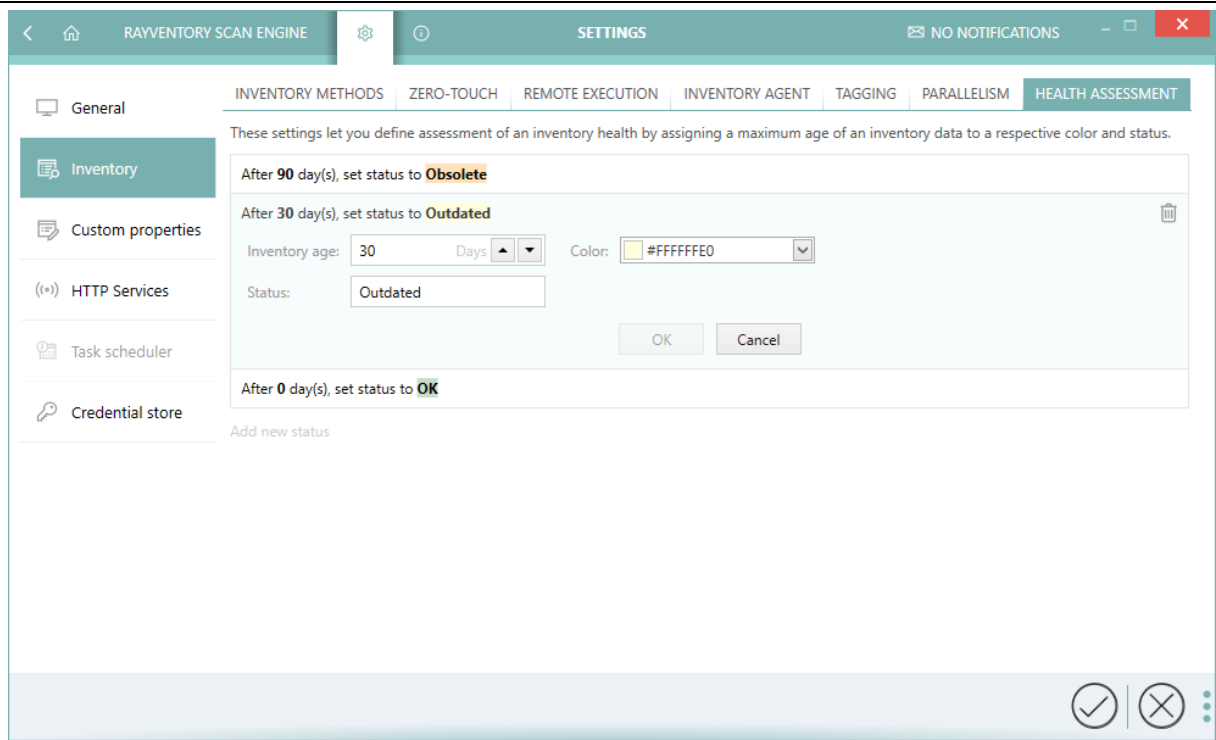 RAYVENTORY SCAN ENGINE SETTINGS NO NOTIFICATIONS
INVENTORY METHODS ZERO-TOUCH REMOTE EXECUTION INVENTORY AGENT TAGGING PARALLELISM HEALTH ASSESSMENT
General
These settings let you define assessment of an inventory health by assigning a maximum age of an inventory data to a respective color and status.
Inventory
After 90 day(s), set status to Obsolete
After 30 day(s), set status to Outdated
Custom properties
Inventory age: 30 Days Color: #FFFFFFE0
HTTP Services
Status: Outdated
Task scheduler
OK Cancel
After 0 day(s), set status to OK
Credential store
Add new status